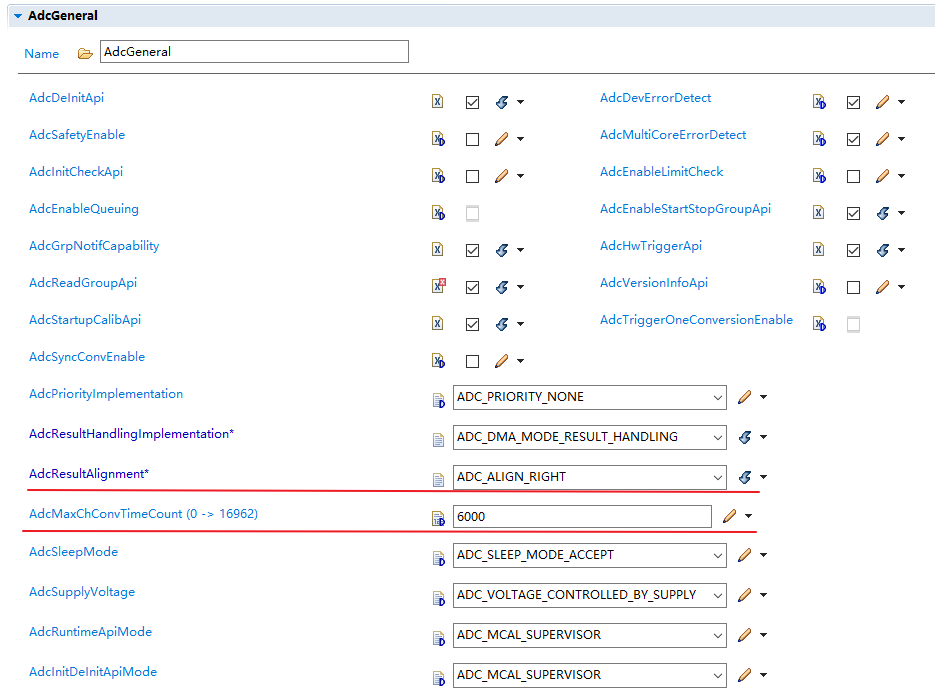 AdcGeneral
Name AdcGeneral
AdcDeInitApi AdcDevErrorDetect
AdcSafetyEnable AdcMultiCoreErrorDetect
AdcInitCheckApi AdcEnableLimitCheck
AdcEnableQueuing AdcEnableStartStopGroupApi
AdcGrpNotifCapability AdcHwTriggerApi
AdcReadGroupApi AdcVersionInfoApi
AdcStartupCalibApi AdcTriggerOneConversionEnable
AdcSyncConvEnable
AdcPriorityImplementation ADC_PRIORITY_NONE
AdcResultHandlingImplementation* ADC_DMA_MODE_RESULT_HANDLING
AdcResultAlignment* ADC_ALIGN_RIGHT
AdcMaxChConvTimeCount (0 -> 16962) 6000
AdcSleepMode ADC_SLEEP_MODE_ACCEPT
AdcSupplyVoltage ADC_VOLTAGE_CONTROLLED_BY_SUPPLY
AdcRuntimeApiMode ADC_MCAL_SUPERVISOR
AdcInitDeInitApiMode ADC_MCAL_SUPERVISOR